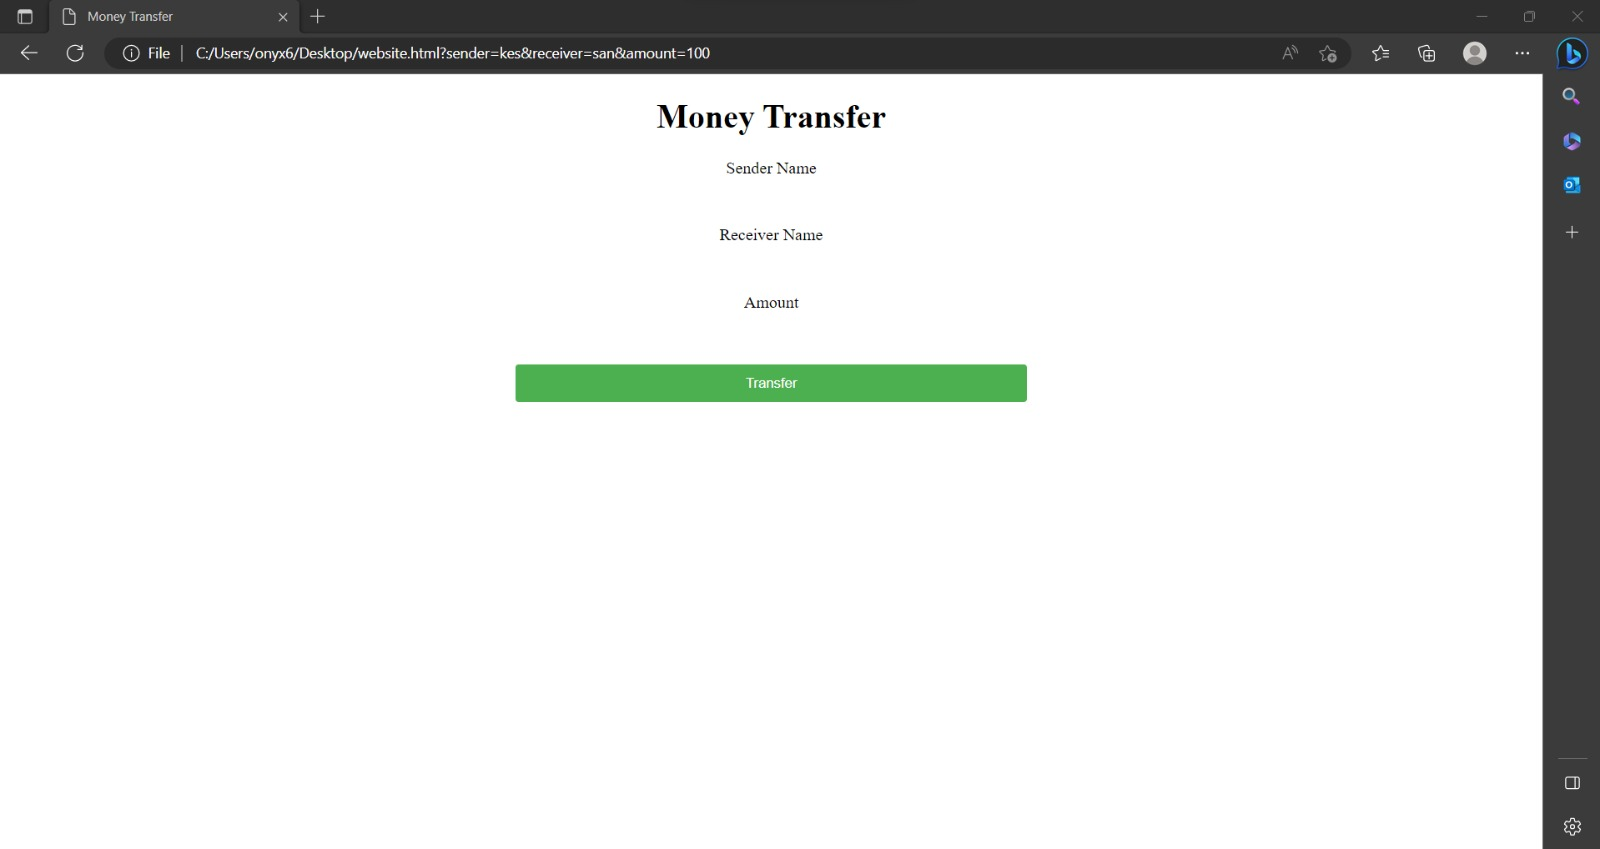 Money Transfer
File
C:/Users/onyx6/Desktop/website.html?sender=kes&receiver=san&amount=100
Money Transfer
Sender Name
Receiver Name
Amount
Transfer